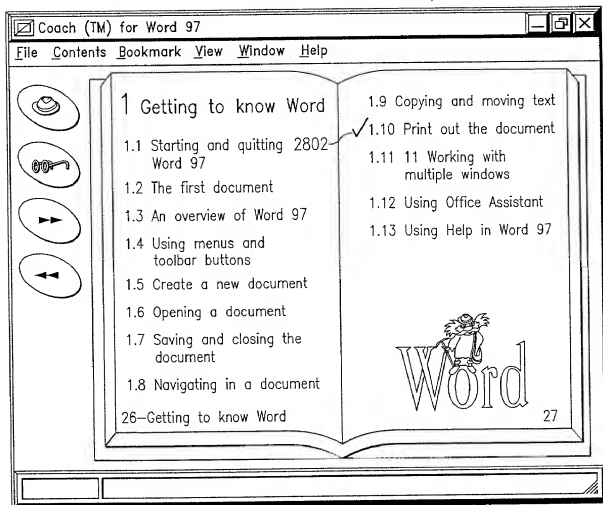 Coach (TM) for Word 97
File Contents Bookmark View Window Help
1 Getting to know Word
1.1 Starting and quitting 2802
Word 97
1.2 The first document
1.3 An overview of Word 97
1.4 Using menus and
toolbar buttons
1.5 Create a new document
1.6 Opening a document
1.7 Saving and closing the
document
1.8 Navigating in a document
26—Getting to know Word
1.9 Copying and moving text
1.10 Print out the document
1.11 11 Working with
multiple windows
1.12 Using Office Assistant
1.13 Using Help in Word 97
Word
27